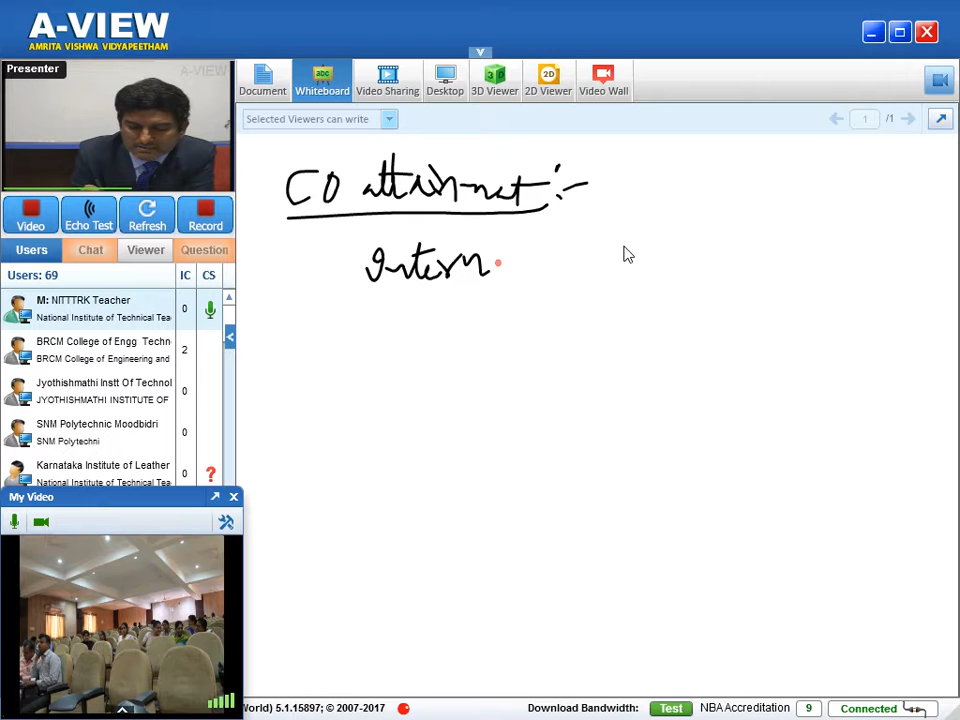 A-VIEW
AMRITA VISHWA VIDYAPEETHAM
Presenter
A-VIEW
Document
Whiteboard
Video Sharing
Desktop
3D Viewer
2D Viewer
Video Wall
Selected Viewers can write
1 /1
CO attainment :-
Intern
Video
Echo Test
Refresh
Record
Users
Chat
Viewer
Question
Users: 69 IC CS
M: NITTTRK Teacher
National Institute of Technical Tea
0
BRCM College of Engg Techn
BRCM College of Engineering and
2
Jyothishmathi Instt Of Technol
JYOTHISHMATHI INSTITUTE OF
0
SNM Polytechnic Moodbidri
SNM Polytechni
0
Karnataka Institute of Leather
National Institute of Technical Tea
0 ?
My Video
World) 5.1.15897; © 2007-2017
Download Bandwidth: Test NBA Accreditation 9 Connected